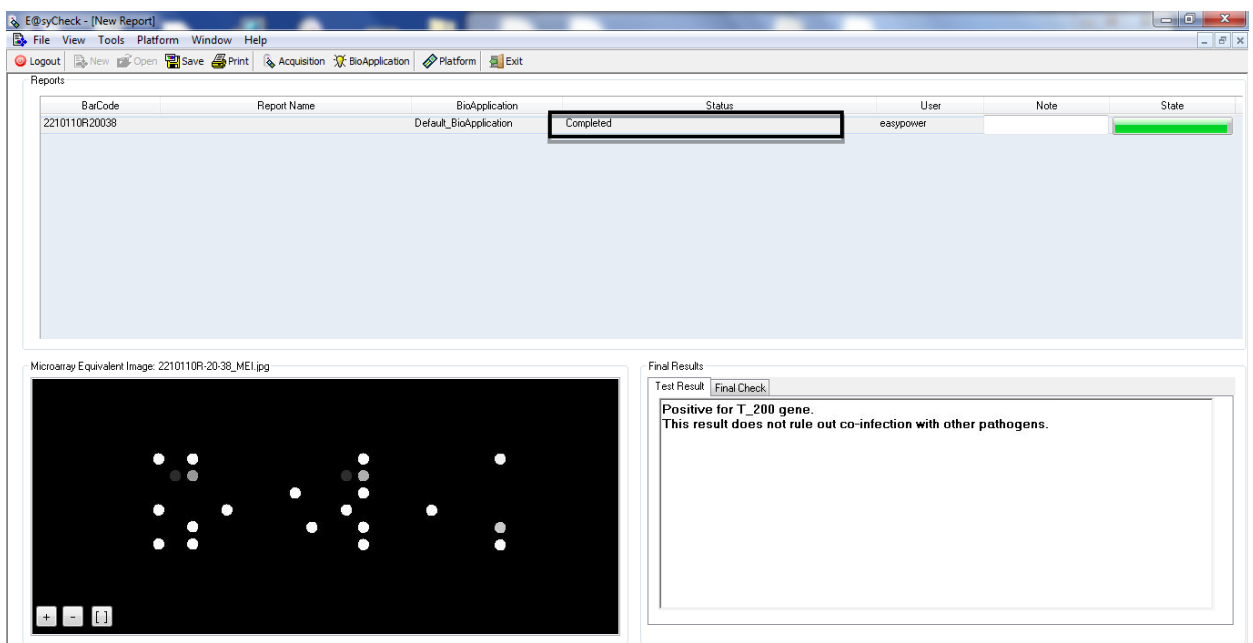 E@syCheck - [New Report]
File View Tools Platform Window Help
Logout New Open Save Print Acquisition BioApplication Platform Exit
Reports
BarCode Report Name BioApplication Status User Note State
2210110R20038 Default_BioApplication Completed easypower
Microarray Equivalent Image: 2210110R-20-38_MEI.jpg
+ - [ ]
Final Results
Test Result Final Check
Positive for T_200 gene.
This result does not rule out co-infection with other pathogens.